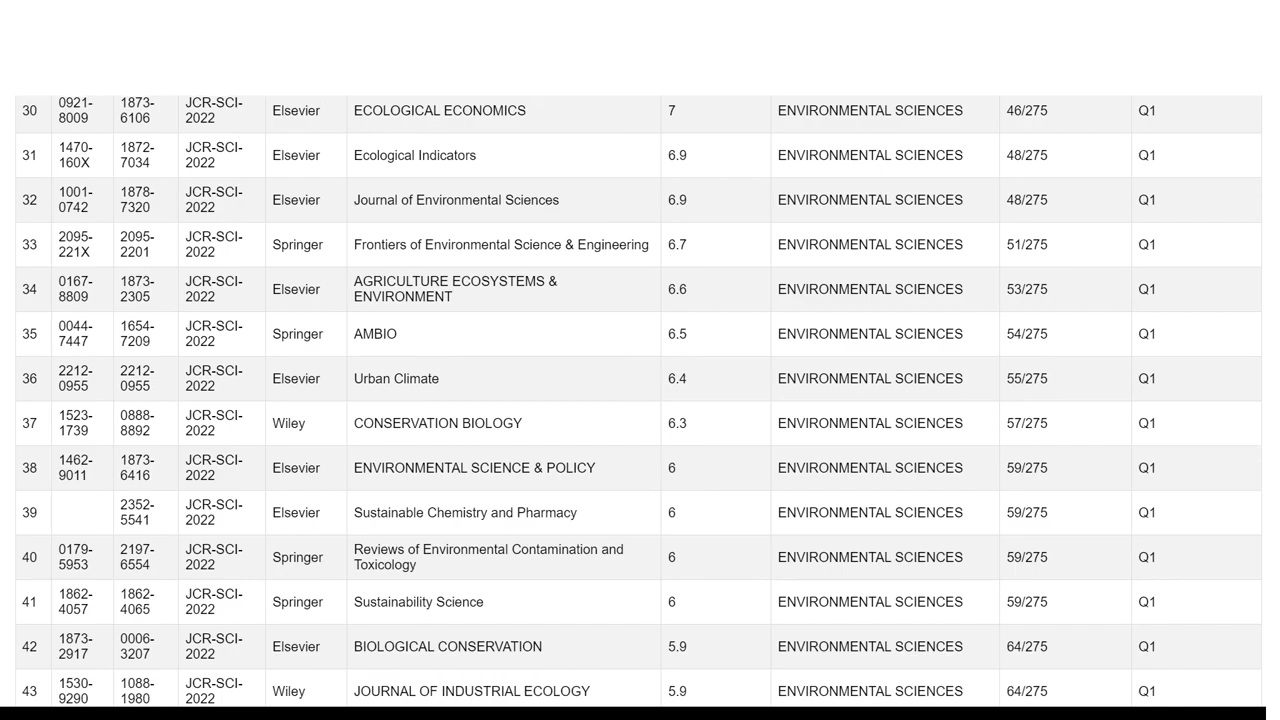 30 0921- 1873- JCR-SCI- Elsevier ECOLOGICAL ECONOMICS 7 ENVIRONMENTAL SCIENCES 46/275 Q1
8009 6106 2022
31 1470- 1872- JCR-SCI- Elsevier Ecological Indicators 6.9 ENVIRONMENTAL SCIENCES 48/275 Q1
160X 7034 2022
32 1001- 1878- JCR-SCI- Elsevier Journal of Environmental Sciences 6.9 ENVIRONMENTAL SCIENCES 48/275 Q1
0742 7320 2022
33 2095- 2095- JCR-SCI- Springer Frontiers of Environmental Science & Engineering 6.7 ENVIRONMENTAL SCIENCES 51/275 Q1
221X 2201 2022
34 0167- 1873- JCR-SCI- Elsevier AGRICULTURE ECOSYSTEMS & 6.6 ENVIRONMENTAL SCIENCES 53/275 Q1
8809 2305 2022 ENVIRONMENT
35 0044- 1654- JCR-SCI- Springer AMBIO 6.5 ENVIRONMENTAL SCIENCES 54/275 Q1
7447 7209 2022
36 2212- 2212- JCR-SCI- Elsevier Urban Climate 6.4 ENVIRONMENTAL SCIENCES 55/275 Q1
0955 0955 2022
37 1523- 0888- JCR-SCI- Wiley CONSERVATION BIOLOGY 6.3 ENVIRONMENTAL SCIENCES 57/275 Q1
1739 8892 2022
38 1462- 1873- JCR-SCI- Elsevier ENVIRONMENTAL SCIENCE & POLICY 6 ENVIRONMENTAL SCIENCES 59/275 Q1
9011 6416 2022
39 2352- JCR-SCI- Elsevier Sustainable Chemistry and Pharmacy 6 ENVIRONMENTAL SCIENCES 59/275 Q1
5541 2022
40 0179- 2197- JCR-SCI- Springer Reviews of Environmental Contamination and 6 ENVIRONMENTAL SCIENCES 59/275 Q1
5953 6554 2022 Toxicology
41 1862- 1862- JCR-SCI- Springer Sustainability Science 6 ENVIRONMENTAL SCIENCES 59/275 Q1
4057 4065 2022
42 1873- 0006- JCR-SCI- Elsevier BIOLOGICAL CONSERVATION 5.9 ENVIRONMENTAL SCIENCES 64/275 Q1
2917 3207 2022
43 1530- 1088- JCR-SCI- Wiley JOURNAL OF INDUSTRIAL ECOLOGY 5.9 ENVIRONMENTAL SCIENCES 64/275 Q1
9290 1980 2022